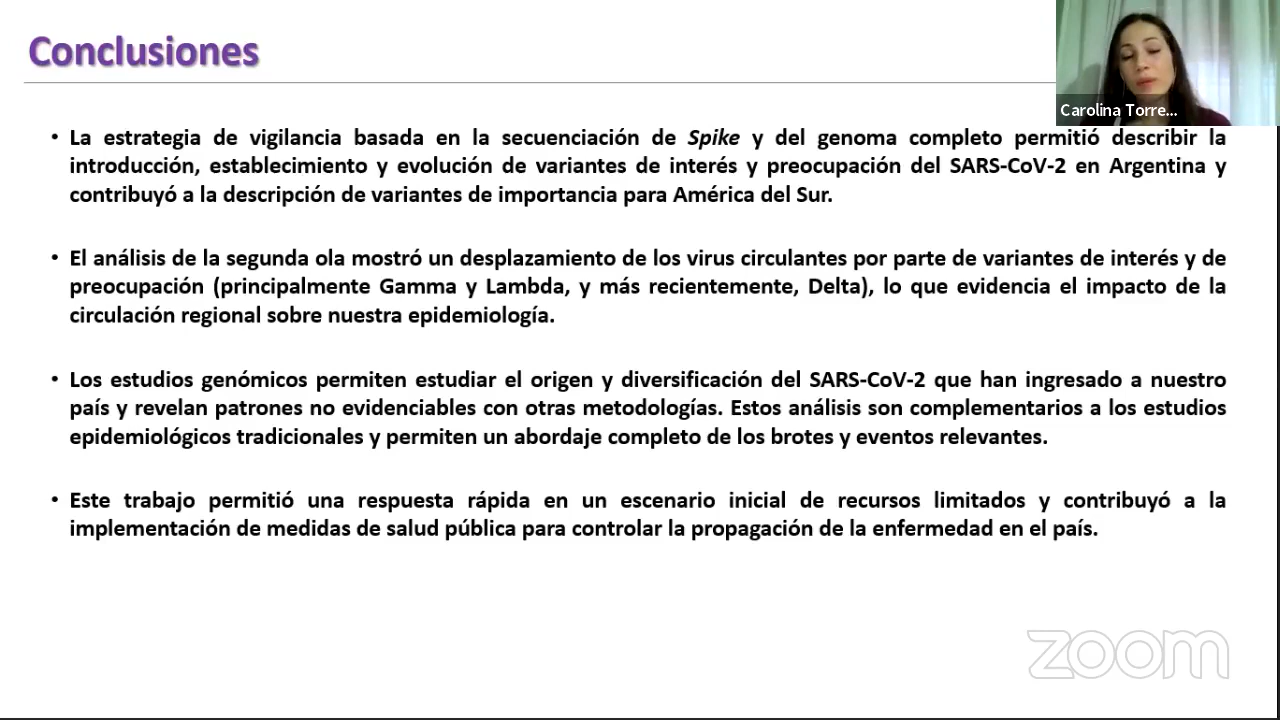 Conclusiones
Carolina Torre...
• La estrategia de vigilancia basada en la secuenciación de Spike y del genoma completo permitió describir la
introducción, establecimiento y evolución de variantes de interés y preocupación del SARS-CoV-2 en Argentina y
contribuyó a la descripción de variantes de importancia para América del Sur.
• El análisis de la segunda ola mostró un desplazamiento de los virus circulantes por parte de variantes de interés y de
preocupación (principalmente Gamma y Lambda, y más recientemente, Delta), lo que evidencia el impacto de la
circulación regional sobre nuestra epidemiología.
• Los estudios genómicos permiten estudiar el origen y diversificación del SARS-CoV-2 que han ingresado a nuestro
país y revelan patrones no evidenciables con otras metodologías. Estos análisis son complementarios a los estudios
epidemiológicos tradicionales y permiten un abordaje completo de los brotes y eventos relevantes.
• Este trabajo permitió una respuesta rápida en un escenario inicial de recursos limitados y contribuyó a la
implementación de medidas de salud pública para controlar la propagación de la enfermedad en el país.
zoom